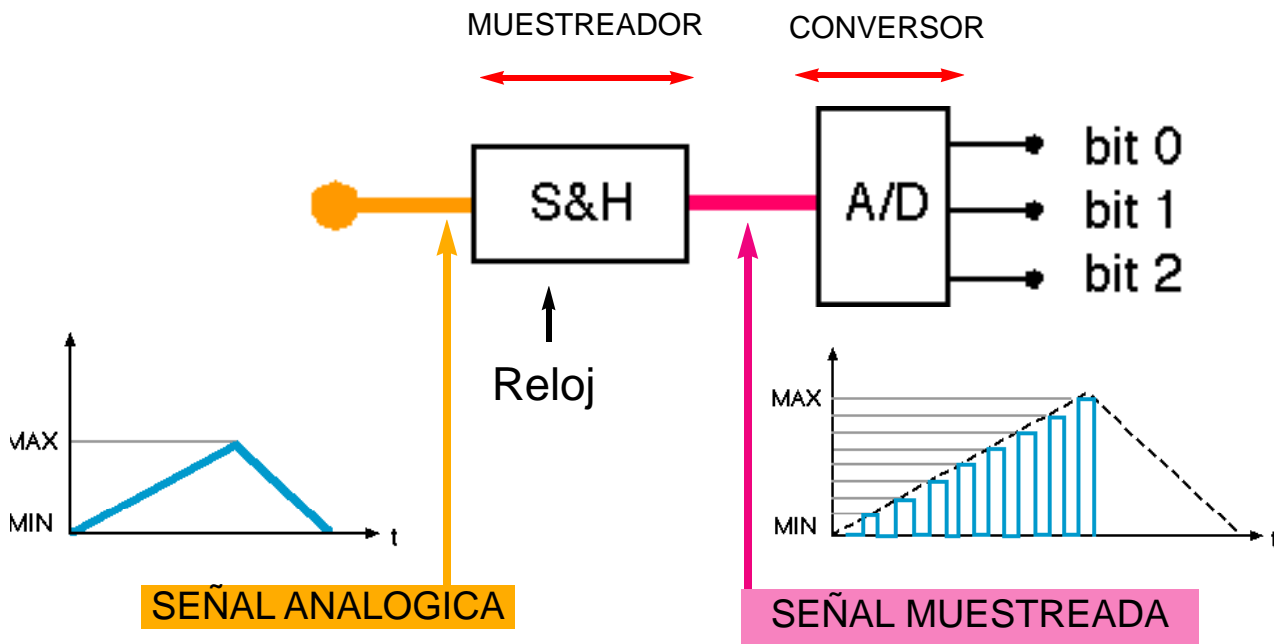 MUESTREADOR
CONVERSOR
S&H
A/D
bit 0
bit 1
bit 2
Reloj
MAX
MIN
t
MAX
MIN
t
SEÑAL ANALOGICA
SEÑAL MUESTREADA